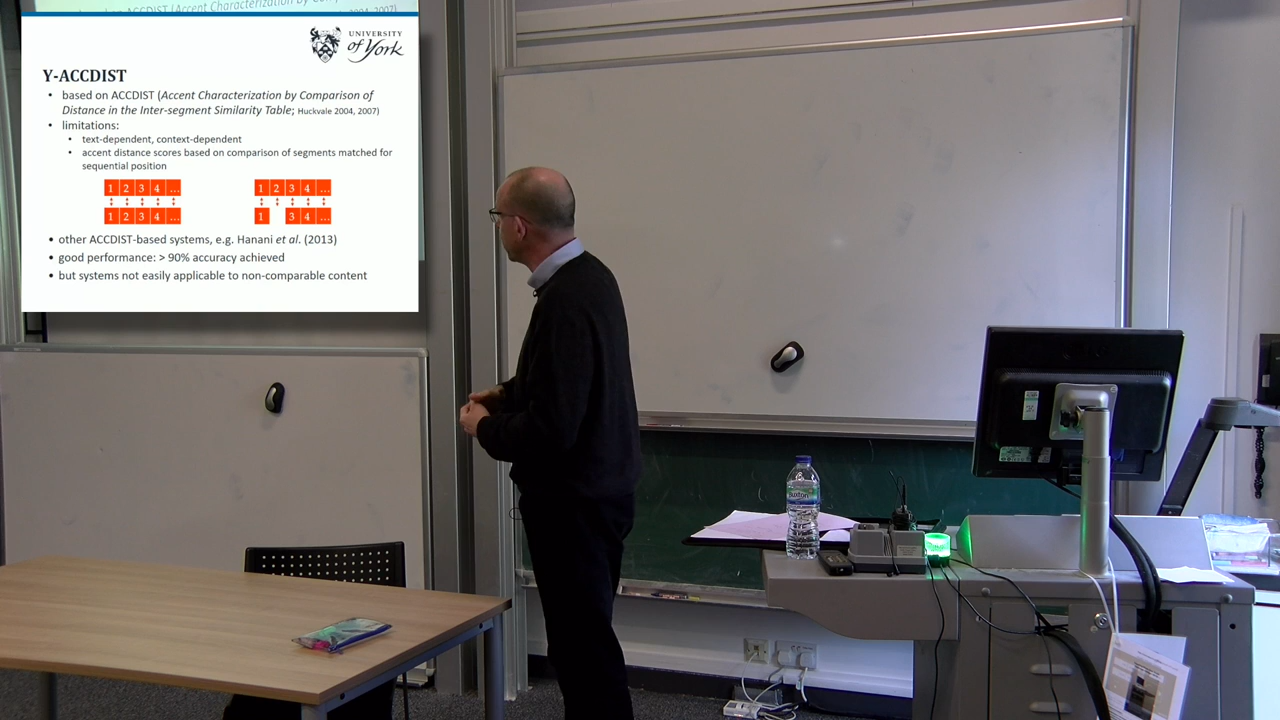 UNIVERSITY
of York
Y-ACCDIST
• based on ACCDIST (Accent Characterization by Comparison of
Distance in the Inter-segment Similarity Table; Huckvale 2004, 2007)
• limitations:
• text-dependent, context-dependent
• accent distance scores based on comparison of segments matched for
sequential position
1 2 3 4 ... 1 2 3 4 ...
1 2 3 4 ... 1 3 4 ...
• other ACCDIST-based systems, e.g. Hanani et al. (2013)
• good performance: > 90% accuracy achieved
• but systems not easily applicable to non-comparable content
Buxton